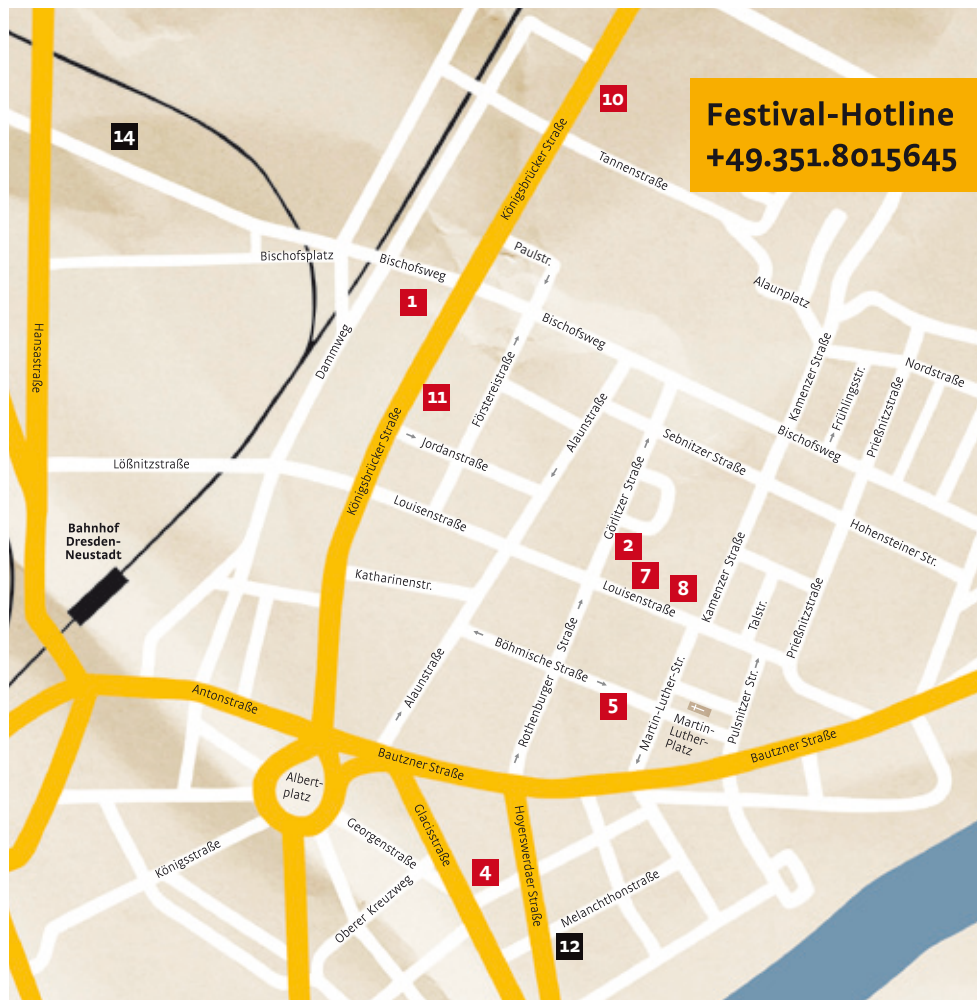 10
Festival-Hotline
+49.351.8015645
14
Königsbrücker Straße
Tannenstraße
Paulstr.
Bischofsplatz
Bischofsweg
1
Alaunplatz
Bischofsweg
Hansastraße
Dammweg
Förstereistraße
Kamenzer Straße
Frühlingsstr.
Nordstraße
Prießnitzstraße
11
Alaunstraße
Königsbrücker Straße
Jordanstraße
Sebnitzer Straße
Bischofsweg
Lößnitzstraße
Görlitzer Straße
Louisenstraße
Hohensteiner Str.
Bahnhof
Dresden-
Neustadt
2
7
8
Katharinenstr.
Louisenstraße
Kamenzer Straße
Talstr.
Prießnitzstraße
Böhmische Straße
Rothenburger Straße
Alaunstraße
Martin-Luther-Str.
Pulsnitzer Str.
5
Martin-
Luther-
Platz
Antonstraße
Bautzner Straße
Bautzner Straße
Albert-
platz
Georgenstraße
Glacisstraße
Hoyerswerdaer Straße
Königsstraße
4
Oberer Kreuzweg
Melanchthonstraße
12